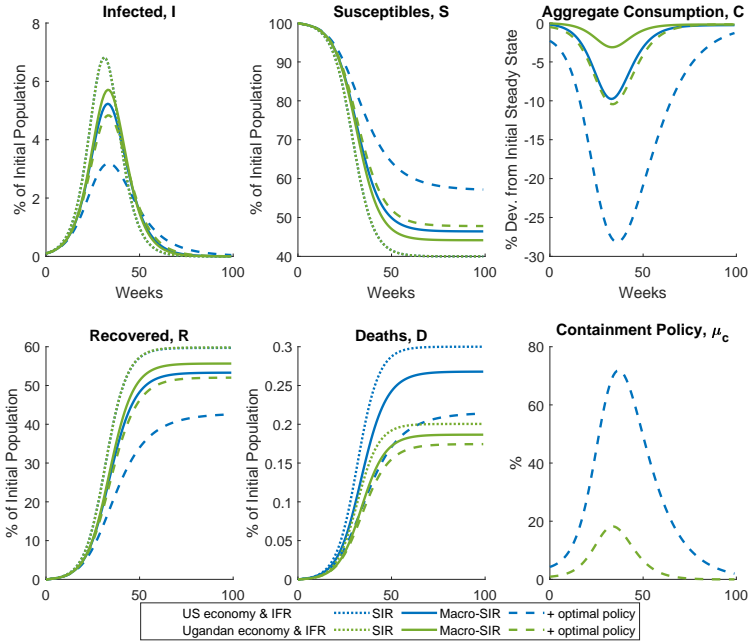 Infected, I
% of Initial Population
8
6
4
2
0
0 50 100
Weeks
Susceptibles, S
% of Initial Population
100
90
80
70
60
50
40
0 50 100
Weeks
Aggregate Consumption, C
% Dev. from Initial Steady State
0
-5
-10
-15
-20
-25
-30
0 50 100
Weeks
Recovered, R
% of Initial Population
60
50
40
30
20
10
0
0 50 100
Deaths, D
% of Initial Population
0.3
0.25
0.2
0.15
0.1
0.05
0
0 50 100
Containment Policy, μc
%
80
60
40
20
0
0 50 100
US economy & IFR SIR Macro-SIR + optimal policy
Ugandan economy & IFR SIR Macro-SIR + optimal policy